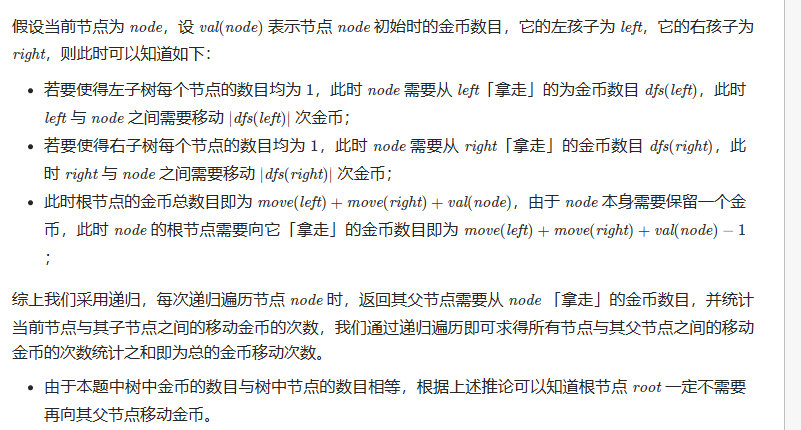 假设当前节点为 node，设 val(node) 表示节点 node 初始时的金币数目，它的左孩子为 left，它的右孩子为
right，则此时可以知道如下：
• 若要使得左子树每个节点的数目均为 1，此时 node 需要从 left「拿走」的为金币数目 dfs(left)，此时
left 与 node 之间需要移动 |dfs(left)| 次金币；
• 若要使得右子树每个节点的数目均为 1，此时 node 需要从 right「拿走」的金币数目 dfs(right)，此
时 right 与 node 之间需要移动 |dfs(right)| 次金币；
• 此时根节点的金币总数目即为 move(left) + move(right) + val(node)，由于 node 本身需要保留一个金
币，此时 node 的根节点需要向它「拿走」的金币数目即为 move(left) + move(right) + val(node) − 1
；
综上我们采用递归，每次递归遍历节点 node 时，返回其父节点需要从 node 「拿走」的金币数目，并统计
当前节点与其子节点之间的移动金币的次数，我们通过递归遍历即可求得所有节点与其父节点之间的移动
金币的次数统计之和即为总的金币移动次数。
• 由于本题中树中金币的数目与树中节点的数目相等，根据上述推论可以知道根节点 root 一定不需要
再向其父节点移动金币。